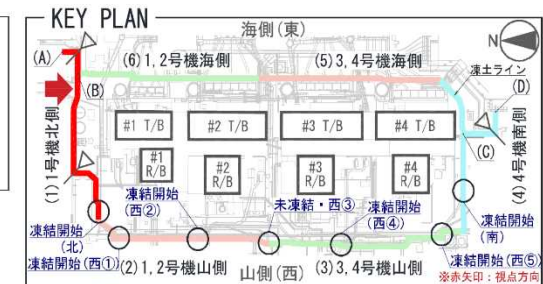 KEY PLAN
海側(東)
N
(A)
(6)1,2号機海側
(5)3,4号機海側
凍土ライン
(D)
(B)
(1)1号機北側
#1 T/B
#2 T/B
#3 T/B
#4 T/B
(C)
(4)4号機南側
#1
R/B
#2
R/B
#3
R/B
#4
R/B
凍結開始
(西②)
未凍結・西③
凍結開始
(西④)
凍結開始
(南)
凍結開始
(北)
凍結開始(西①)
(2)1,2号機山側
山側(西)
(3)3,4号機山側
凍結開始(西⑤)
※赤矢印:視点方向